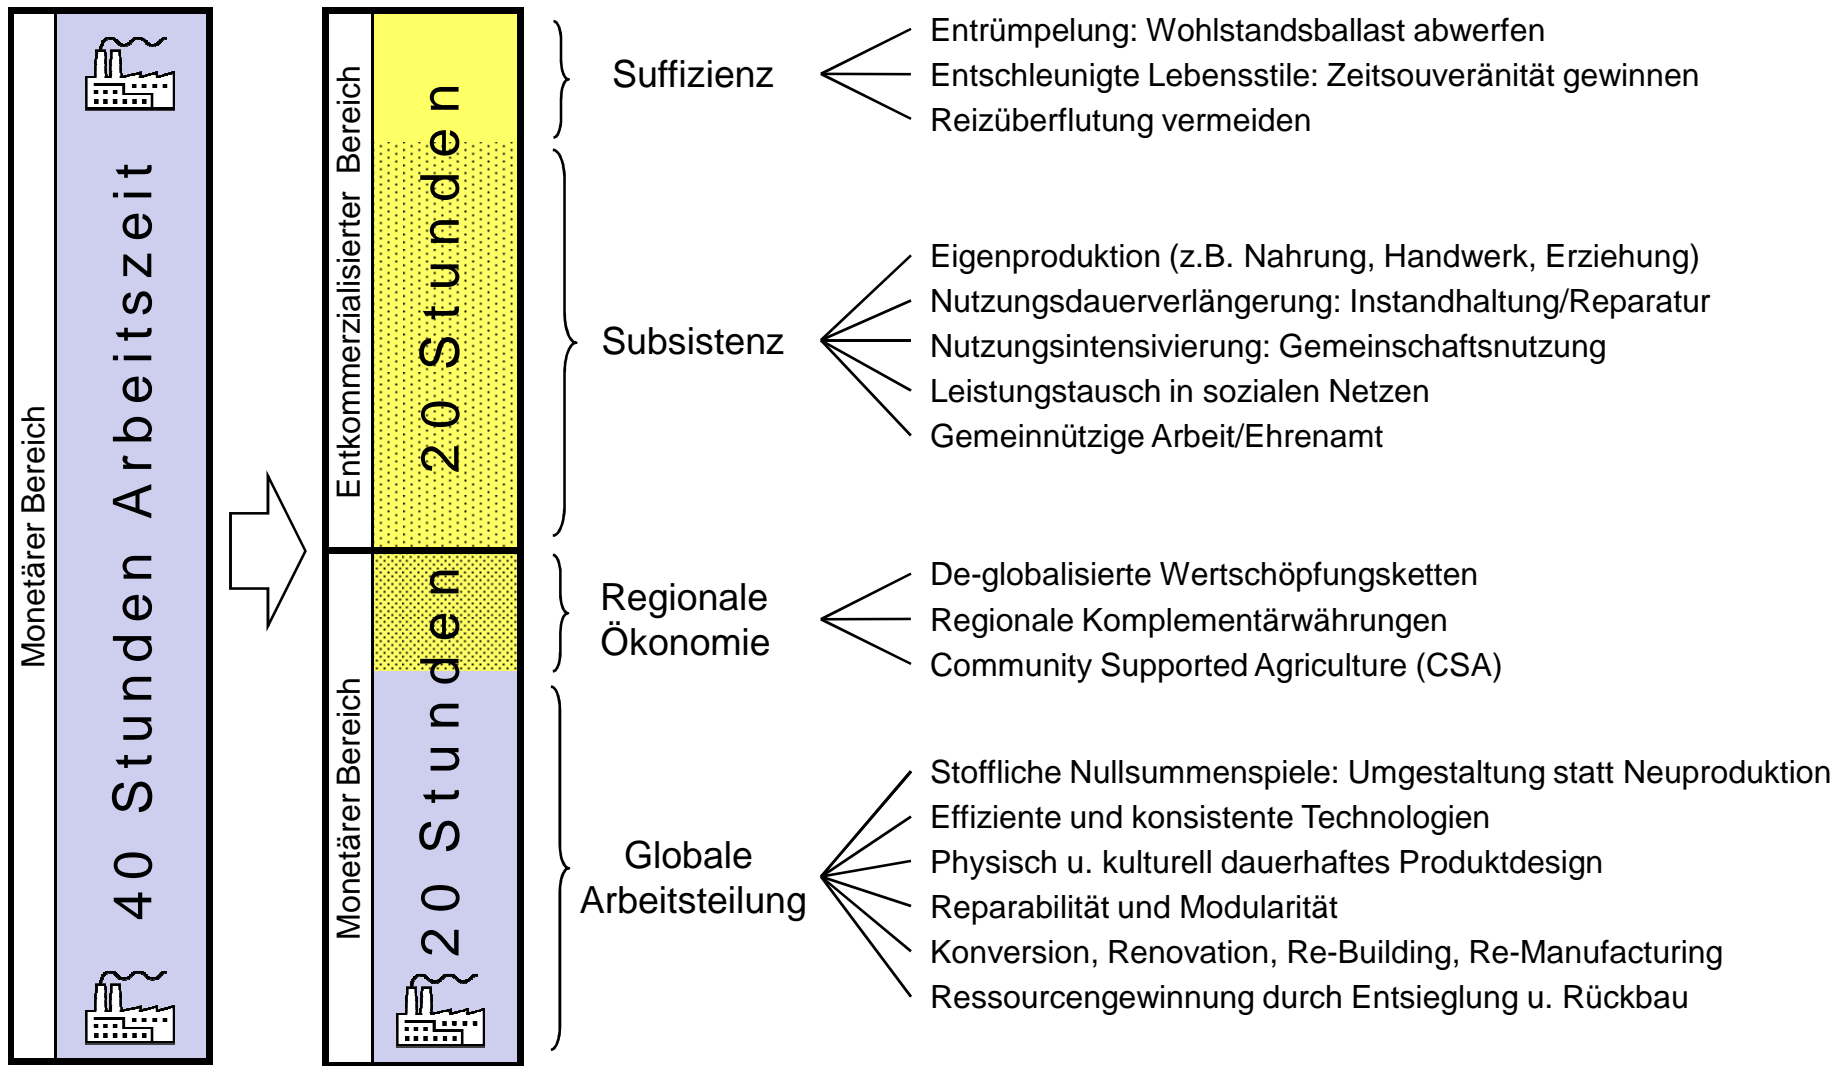 Monetärer Bereich
40 Stunden Arbeitszeit
Entkommerzialisierter Bereich
20 Stunden
Monetärer Bereich
20 Stunden
Suffizienz
Entrümpelung: Wohlstandsballast abwerfen
Entschleunigte Lebensstile: Zeitsouveränität gewinnen
Reizüberflutung vermeiden
Subsistenz
Eigenproduktion (z.B. Nahrung, Handwerk, Erziehung)
Nutzungsdauerverlängerung: Instandhaltung/Reparatur
Nutzungsintensivierung: Gemeinschaftsnutzung
Leistungstausch in sozialen Netzen
Gemeinnützige Arbeit/Ehrenamt
Regionale
Ökonomie
De-globalisierte Wertschöpfungsketten
Regionale Komplementärwährungen
Community Supported Agriculture (CSA)
Globale
Arbeitsteilung
Stoffliche Nullsummenspiele: Umgestaltung statt Neuproduktion
Effiziente und konsistente Technologien
Physisch u. kulturell dauerhaftes Produktdesign
Reparabilität und Modularität
Konversion, Renovation, Re-Building, Re-Manufacturing
Ressourcengewinnung durch Entsieglung u. Rückbau